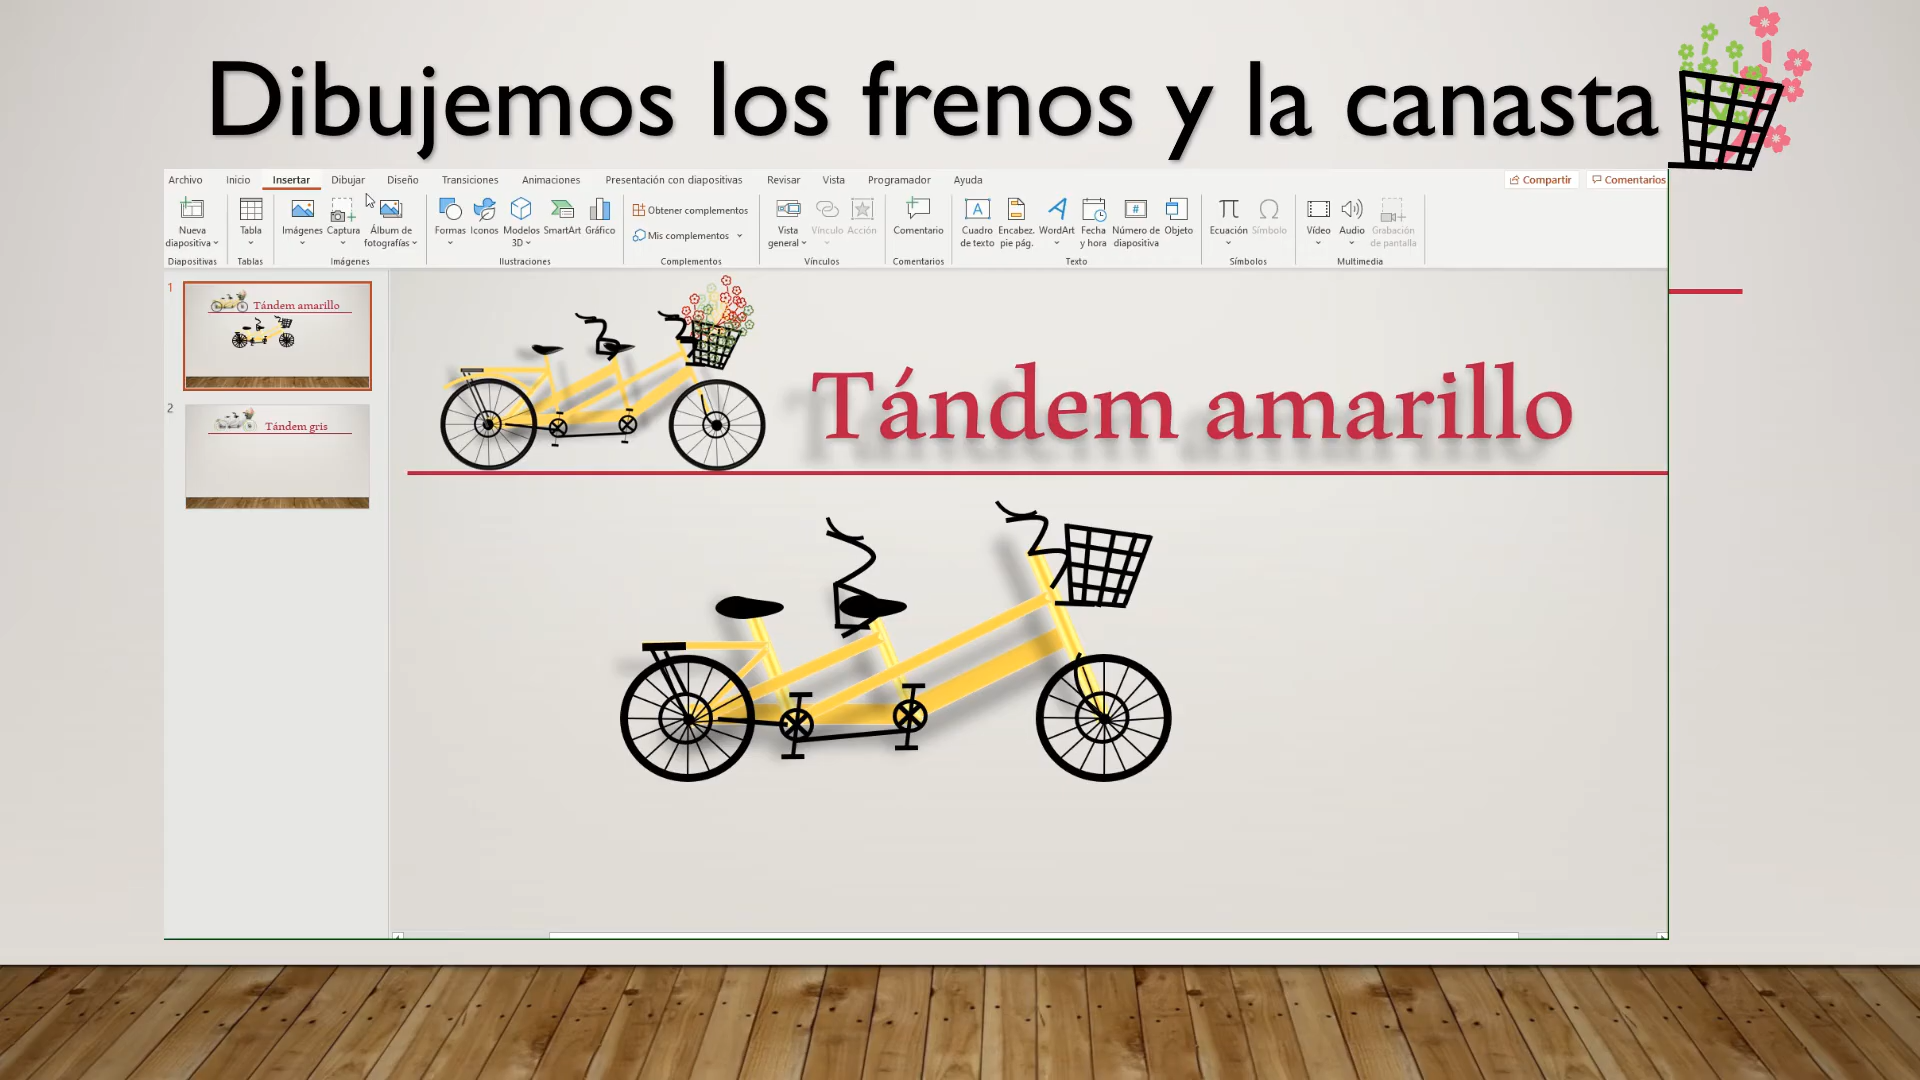 Dibujemos los frenos y la canasta
Archivo Inicio Insertar Dibujar Diseño Transiciones Animaciones Presentación con diapositivas Revisar Vista Programador Ayuda Compartir Comentarios
Nueva diapositiva
Tabla
Imágenes
Captura
Álbum de fotografías
Formas
Iconos
Modelos 3D
SmartArt
Gráfico
Obtener complementos
Mis complementos
Vista general
Vínculo
Acción
Comentario
Cuadro de texto
Encabez. pie pág.
WordArt
Fecha y hora
Número de diapositiva
Objeto
Ecuación
Símbolo
Vídeo
Audio
Grabación de pantalla
Diapositivas Tablas Imágenes Ilustraciones Complementos Vínculos Comentarios Texto Símbolos Multimedia
1
Tándem amarillo
2
Tándem gris
Tándem amarillo